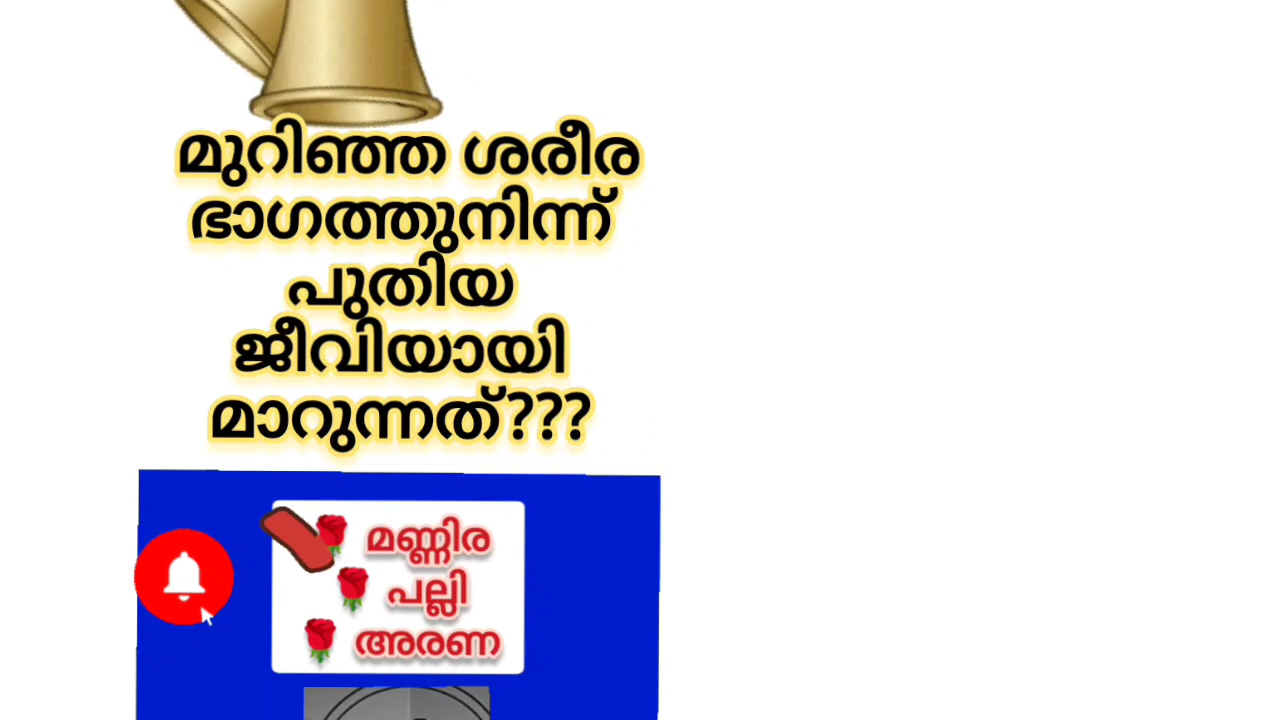 മുറിഞ്ഞ ശരീര
ഭാഗത്തുനിന്ന്
പുതിയ
ജീവിയായി
മാറുന്നത്???
മണ്ണിര
പല്ലി
അരണ